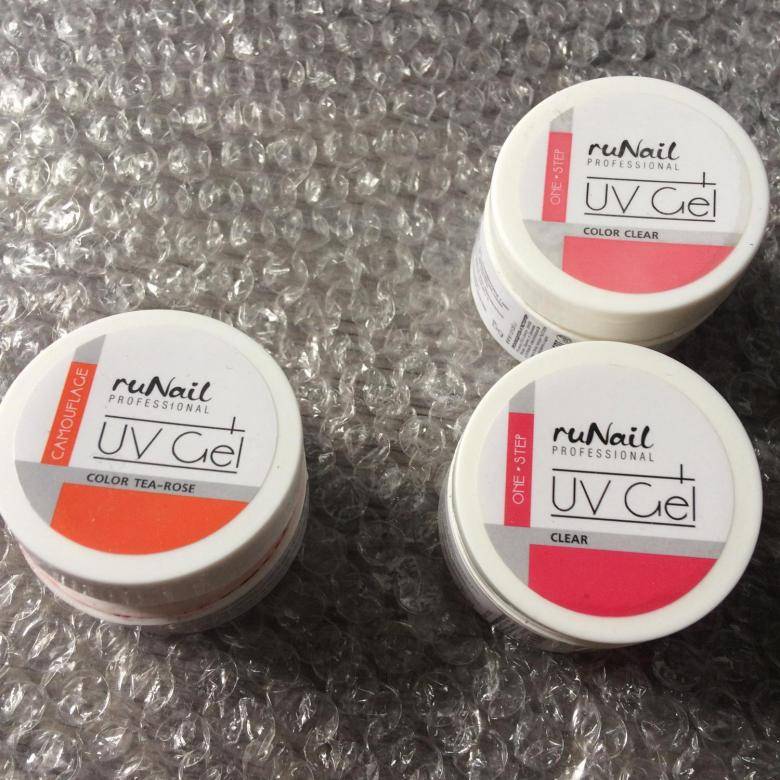 ONE • STEP
ruNail
PROFESSIONAL
UV Gel
COLOR CLEAR
CAMOUFLAGE
ruNail
PROFESSIONAL
UV Gel
COLOR TEA-ROSE
ONE • STEP
ruNail
PROFESSIONAL
UV Gel
CLEAR